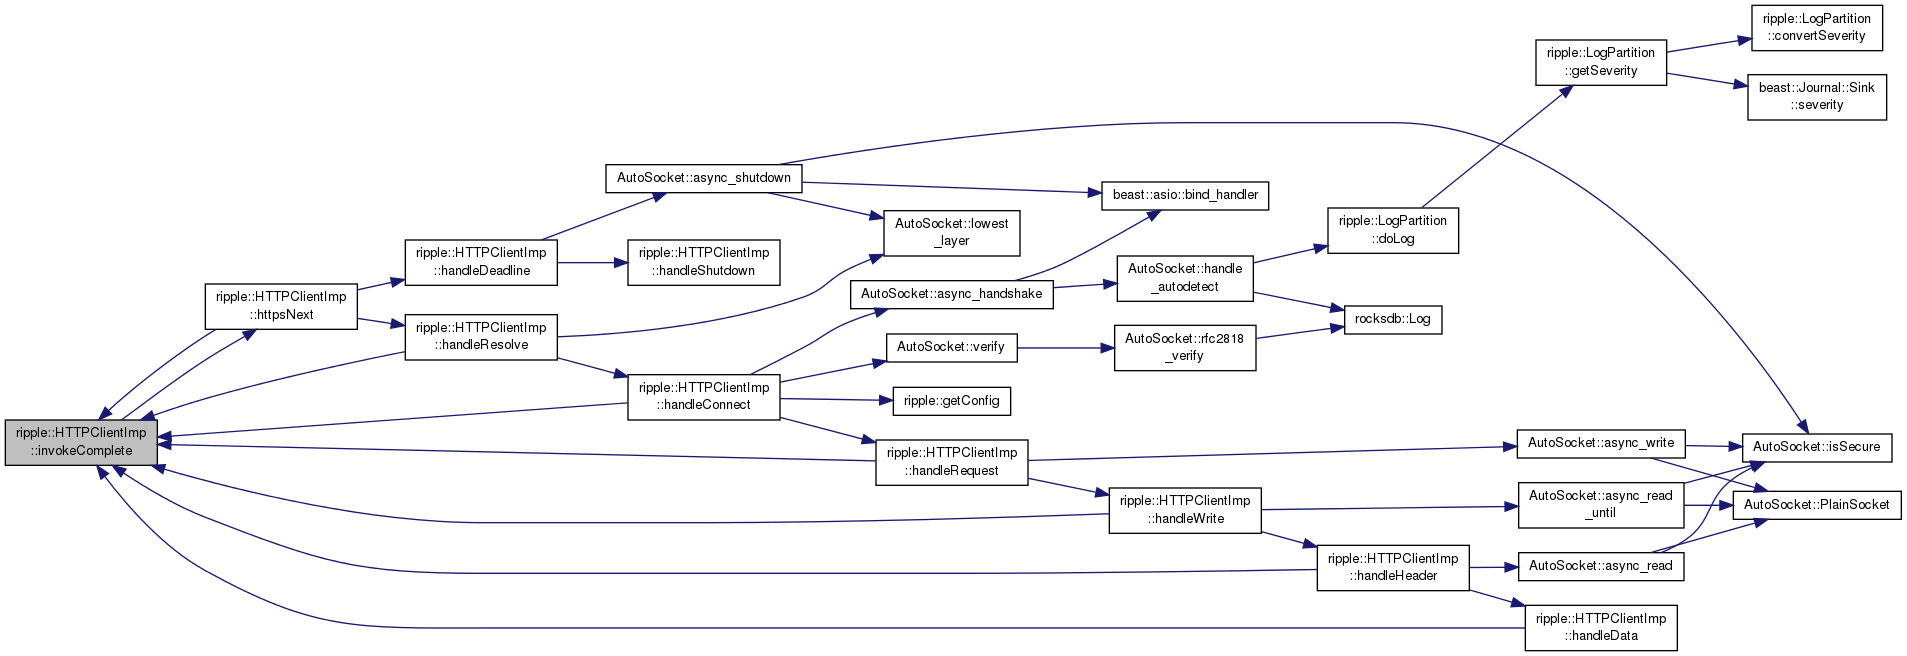 ripple::LogPartition
::convertSeverity
ripple::LogPartition
::getSeverity
beast::Journal::Sink
::severity
AutoSocket::async_shutdown
beast::asio::bind_handler
AutoSocket::lowest
_layer
ripple::LogPartition
::doLog
ripple::HTTPClientImp
::handleDeadline
ripple::HTTPClientImp
::handleShutdown
AutoSocket::handle
_autodetect
ripple::HTTPClientImp
::httpsNext
AutoSocket::async_handshake
rocksdb::Log
ripple::HTTPClientImp
::handleResolve
AutoSocket::verify
AutoSocket::rfc2818
_verify
ripple::HTTPClientImp
::handleConnect
ripple::getConfig
ripple::HTTPClientImp
::invokeComplete
ripple::HTTPClientImp
::handleRequest
AutoSocket::async_write
AutoSocket::isSecure
ripple::HTTPClientImp
::handleWrite
AutoSocket::async_read
_until
AutoSocket::PlainSocket
ripple::HTTPClientImp
::handleHeader
AutoSocket::async_read
ripple::HTTPClientImp
::handleData